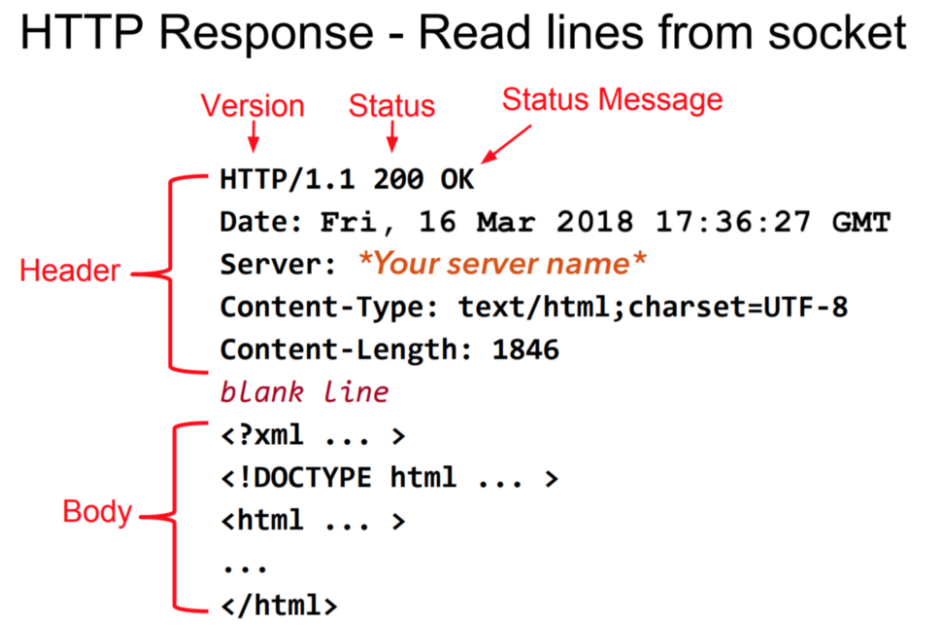 HTTP Response - Read lines from socket
Version Status Status Message
HTTP/1.1 200 OK
Date: Fri, 16 Mar 2018 17:36:27 GMT
Header
Server: *Your server name*
Content-Type: text/html;charset=UTF-8
Content-Length: 1846
blank line
<?xml ... >
<!DOCTYPE html ... >
Body
<html ... >
...
</html>